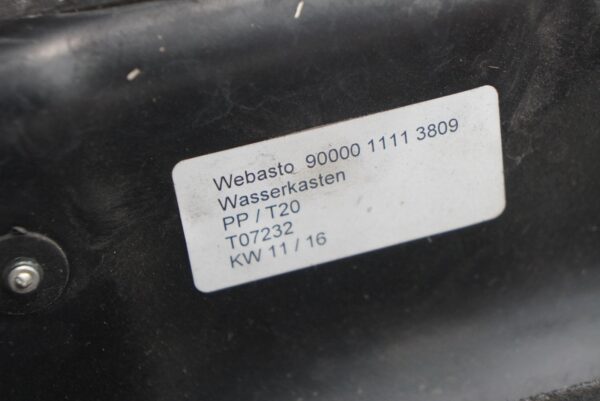 Webasto 90000 1111 3809
Wasserkasten
PP / T20
T07232
KW 11 / 16